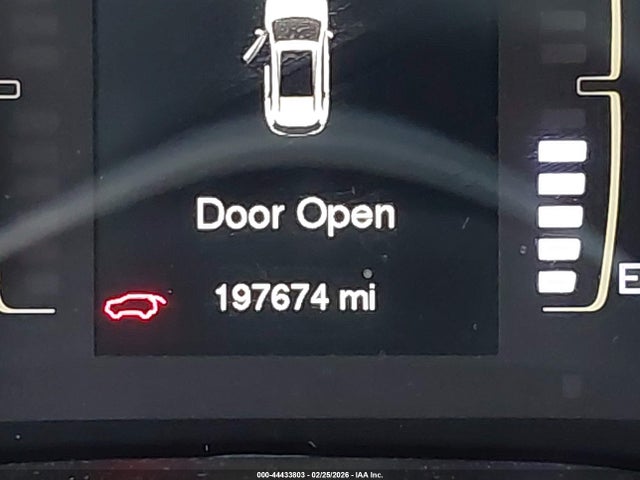 Door Open
197674 mi
E
000-44433803 - 02/25/2026 - IAA Inc.